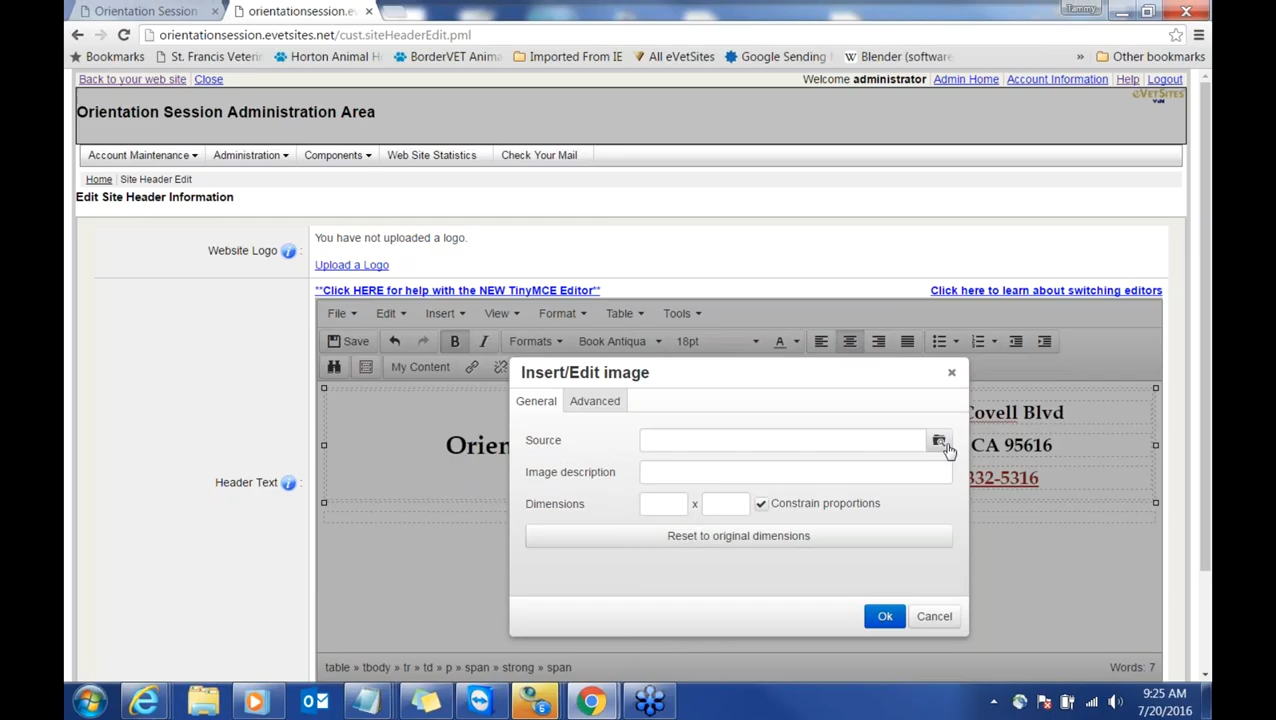 Orientation Session
orientationsession.ev
Tammy
orientationsession.evetsites.net/cust.siteHeaderEdit.pml
Bookmarks
St. Francis Veterin
Horton Animal H
BorderVET Anima
Imported From IE
All eVetSites
Google Sending
Blender (software
»
Other bookmarks
Back to your web site
Close
Welcome administrator
Admin Home
Account Information
Help
Logout
eVETSITES
VIN
Orientation Session Administration Area
Account Maintenance
Administration
Components
Web Site Statistics
Check Your Mail
Home
Site Header Edit
Edit Site Header Information
Website Logo :
You have not uploaded a logo.
Upload a Logo
**Click HERE for help with the NEW TinyMCE Editor**
Click here to learn about switching editors
File
Edit
Insert
View
Format
Table
Tools
Save
B
I
Formats
Book Antiqua
18pt
A
My Content
Insert/Edit image
General
Advanced
Source
Image description
Dimensions
x
Constrain proportions
Reset to original dimensions
Ok
Cancel
Covell Blvd
Orien
CA 95616
332-5316
Header Text :
table » tbody » tr » td » p » span » strong » span
Words: 7
9:25 AM
7/20/2016